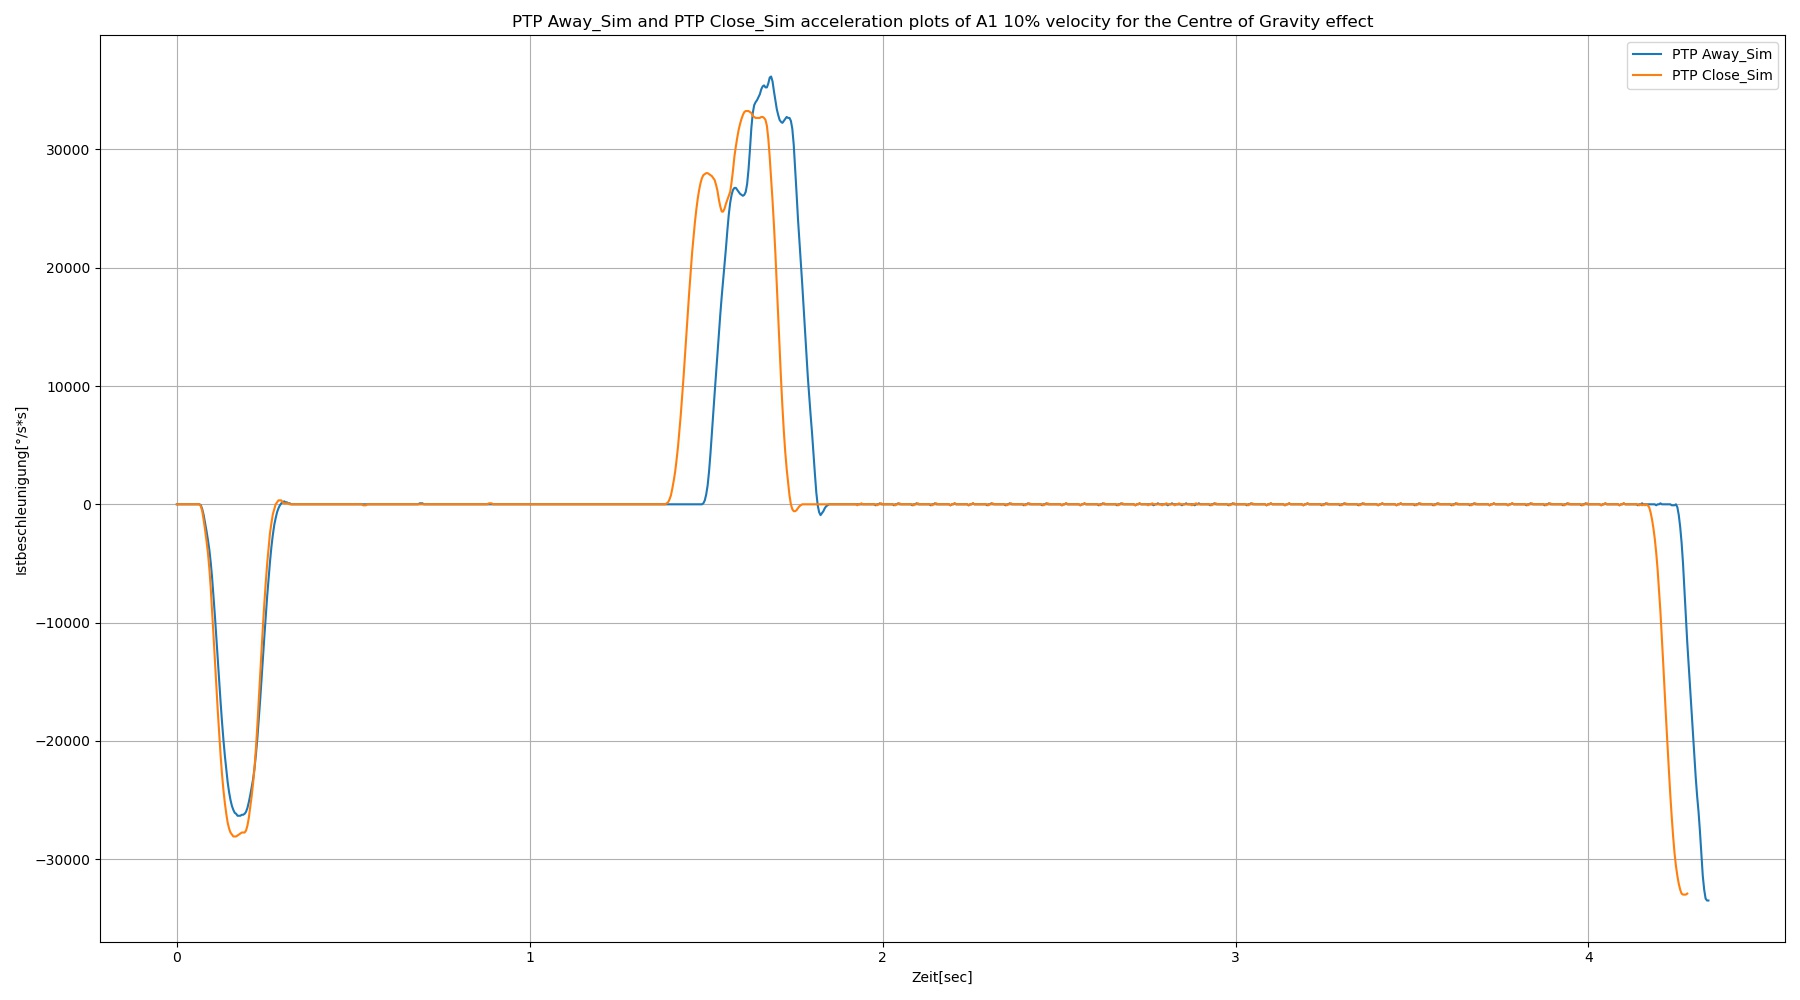 PTP Away_Sim and PTP Close_Sim acceleration plots of A1 10% velocity for the Centre of Gravity effect
PTP Away_Sim
PTP Close_Sim
Istbeschleunigung[°/s*s]
30000
20000
10000
0
−10000
−20000
−30000
0
1
2
3
4
Zeit[sec]